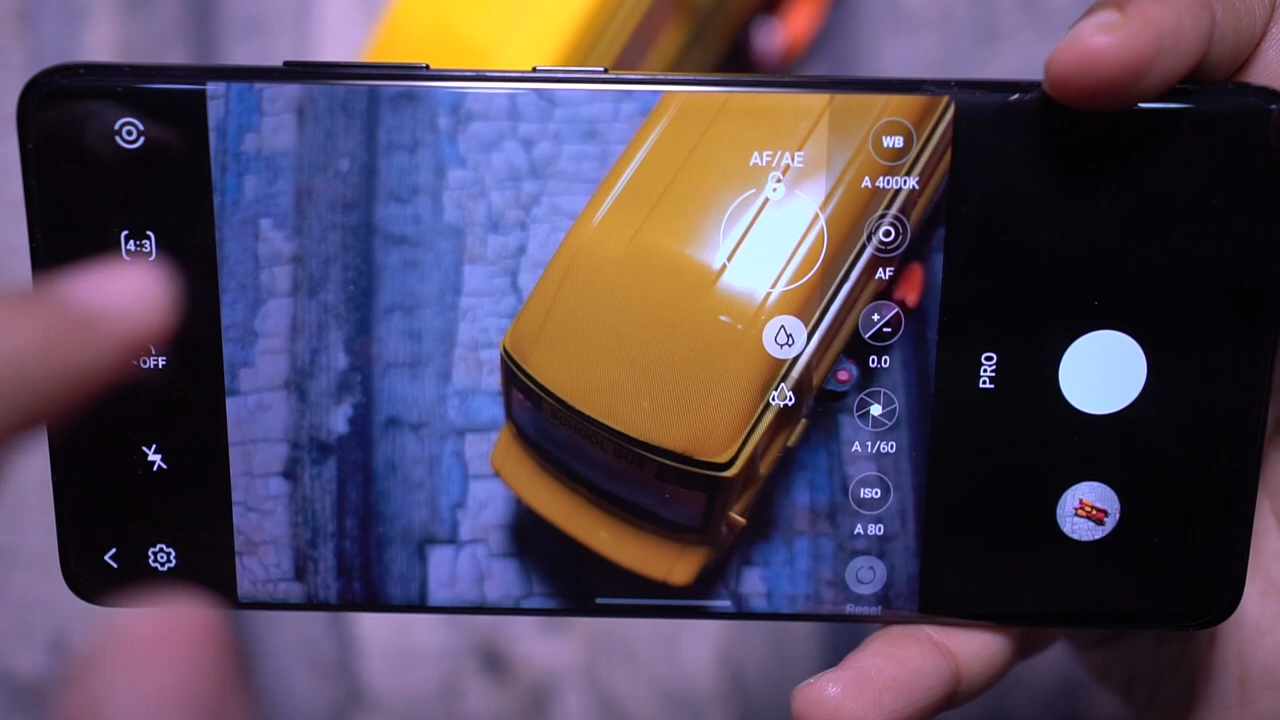 4:3
OFF
AF/AE
SCHOOL BUS
WB
A 4000K
AF
0.0
A 1/60
ISO
A 80
Reset
PRO